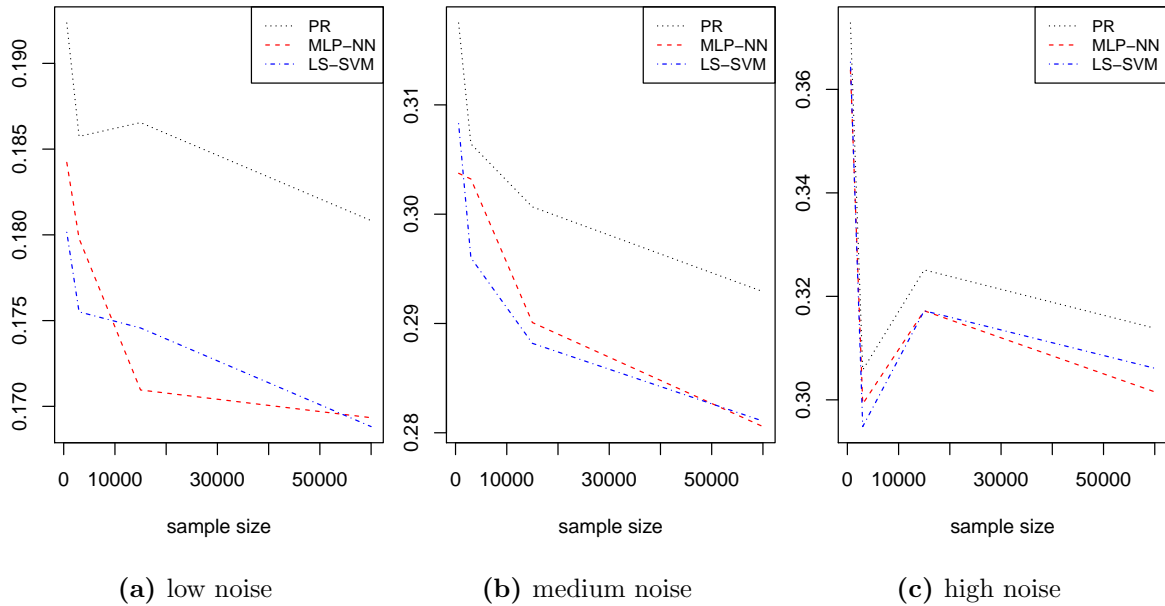 PR
MLP−NN
LS−SVM
0.190
0.185
0.180
0.175
0.170
0 10000 30000 50000
sample size
(a) low noise
PR
MLP−NN
LS−SVM
0.31
0.30
0.29
0.28
0 10000 30000 50000
sample size
(b) medium noise
PR
MLP−NN
LS−SVM
0.36
0.34
0.32
0.30
0 10000 30000 50000
sample size
(c) high noise